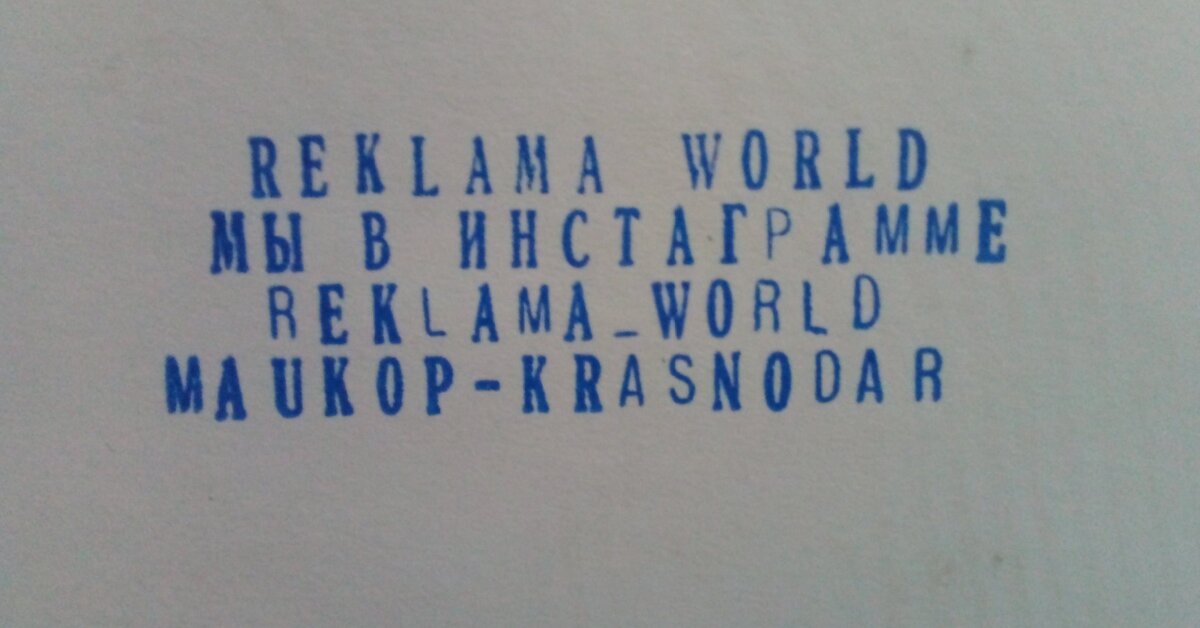 REKLAMA WORLD
МЫ В ИНСТАГРАММЕ
REKLAMA_WORLD
MAUKOP-KRASNODAR